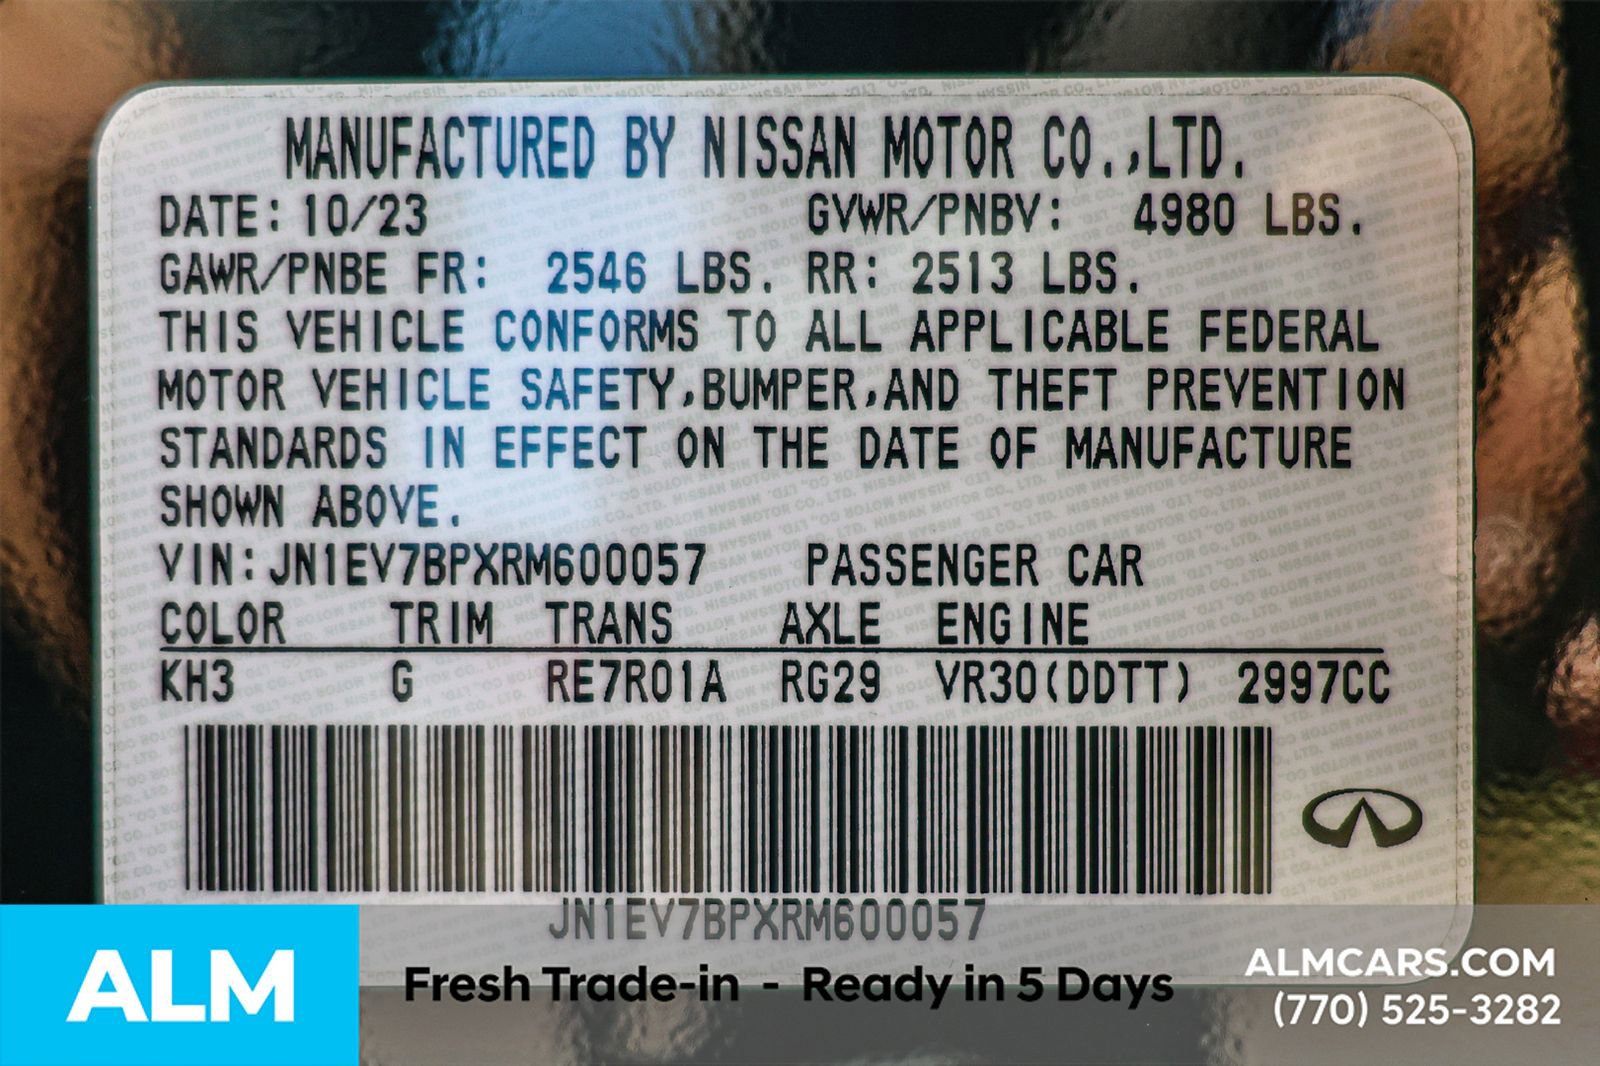 MANUFACTURED BY NISSAN MOTOR CO.,LTD.
DATE: 10/23 GVWR/PNBV: 4980 LBS.
GAWR/PNBE FR: 2546 LBS. RR: 2513 LBS.
THIS VEHICLE CONFORMS TO ALL APPLICABLE FEDERAL
MOTOR VEHICLE SAFETY,BUMPER,AND THEFT PREVENTION
STANDARDS IN EFFECT ON THE DATE OF MANUFACTURE
SHOWN ABOVE.
VIN:JN1EV7BPXRM600057 PASSENGER CAR
COLOR TRIM TRANS AXLE ENGINE
KH3 G RE7R01A RG29 VR30(DDTT) 2997CC
JN1EV7BPXRM600057
ALM
Fresh Trade-in - Ready in 5 Days
ALMCARS.COM
(770) 525-3282